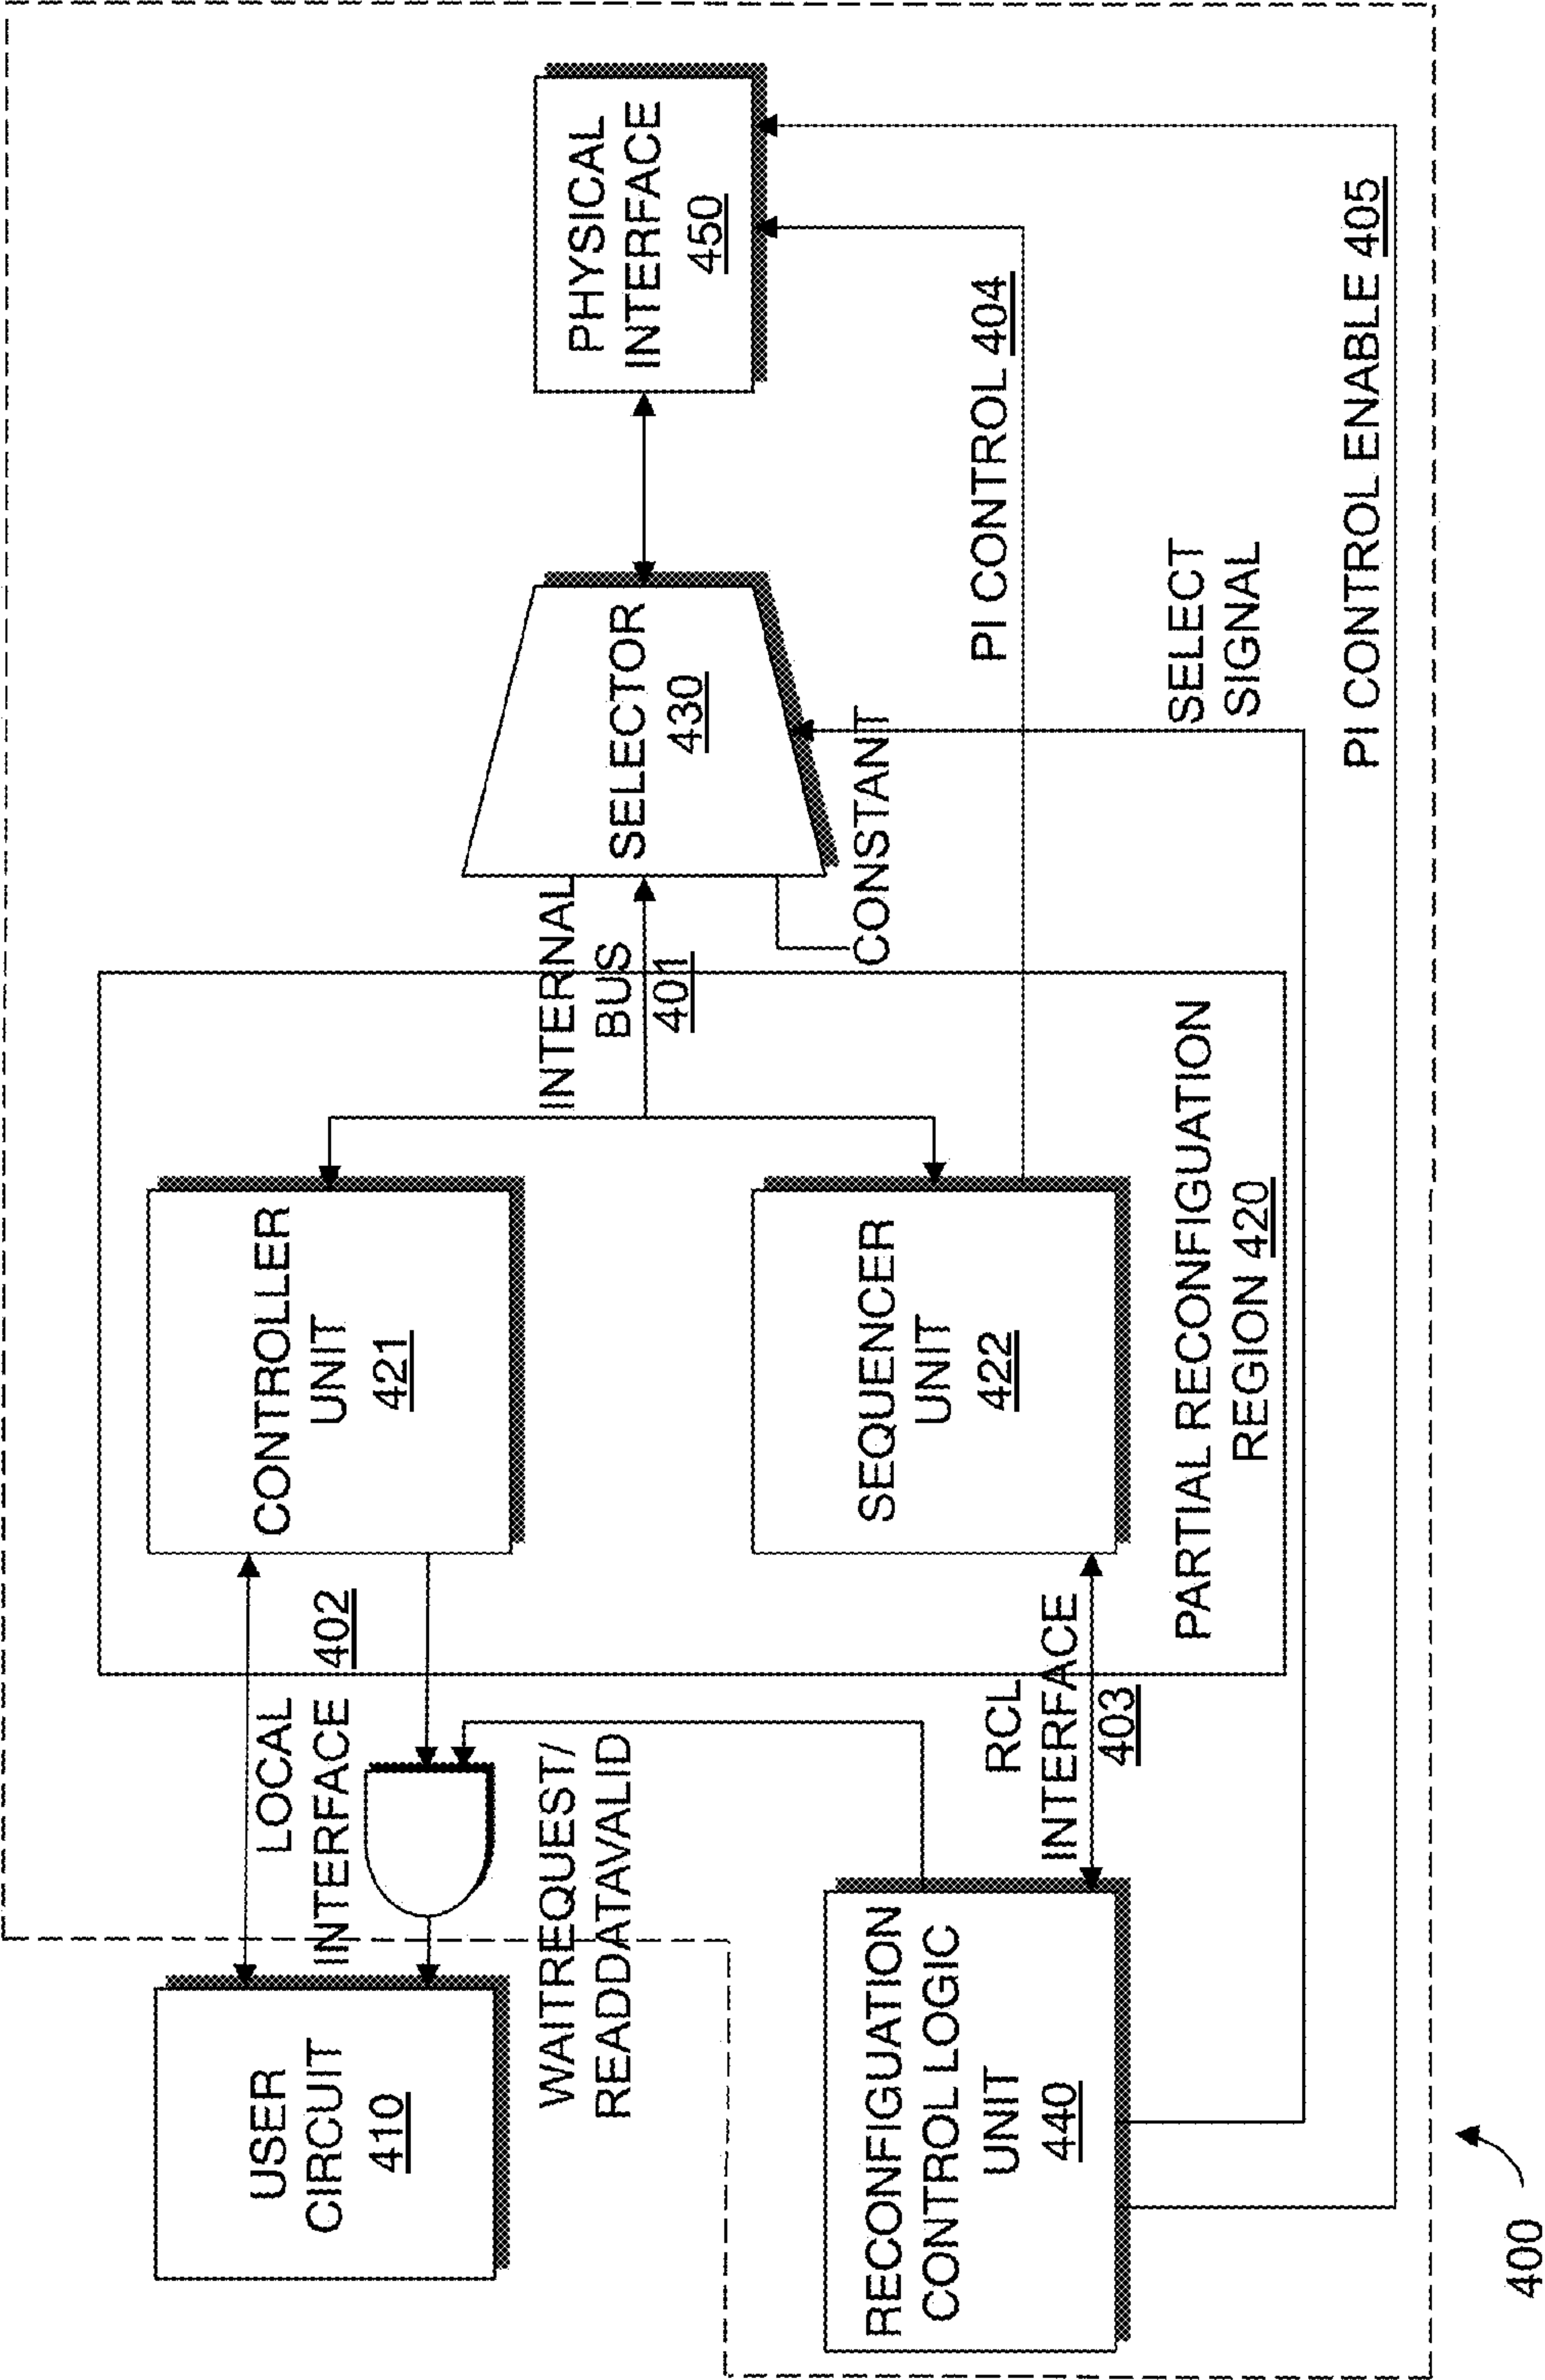 USER
CIRCUIT
410
LOCAL
INTERFACE 402
WAITREQUEST/
READDATAVALID
RECONFIGUATION
CONTROL LOGIC
UNIT
440
RCL
INTERFACE
403
CONTROLLER
UNIT
421
SEQUENCER
UNIT
422
PARTIAL RECONFIGUATION
REGION 420
INTERNAL
BUS
401
SELECTOR
430
CONSTANT
PHYSICAL
INTERFACE
450
PI CONTROL 404
SELECT
SIGNAL
PI CONTROL ENABLE 405
400